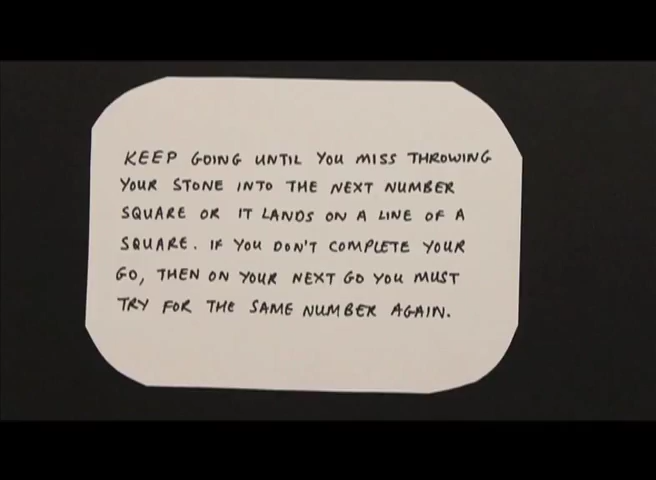 KEEP GOING UNTIL YOU MISS THROWING
YOUR STONE INTO THE NEXT NUMBER
SQUARE OR IT LANDS ON A LINE OF A
SQUARE. IF YOU DON'T COMPLETE YOUR
GO, THEN ON YOUR NEXT GO YOU MUST
TRY FOR THE SAME NUMBER AGAIN.